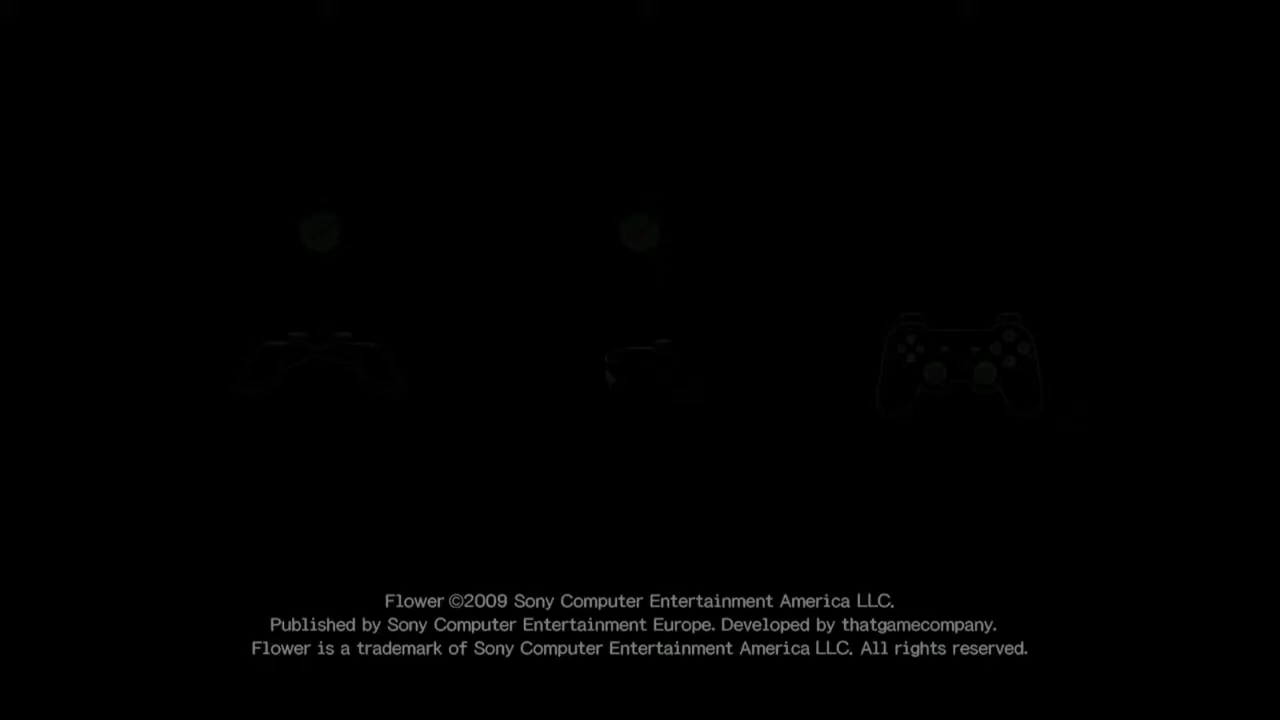 Flower ©2009 Sony Computer Entertainment America LLC.
Published by Sony Computer Entertainment Europe. Developed by thatgamecompany.
Flower is a trademark of Sony Computer Entertainment America LLC. All rights reserved.